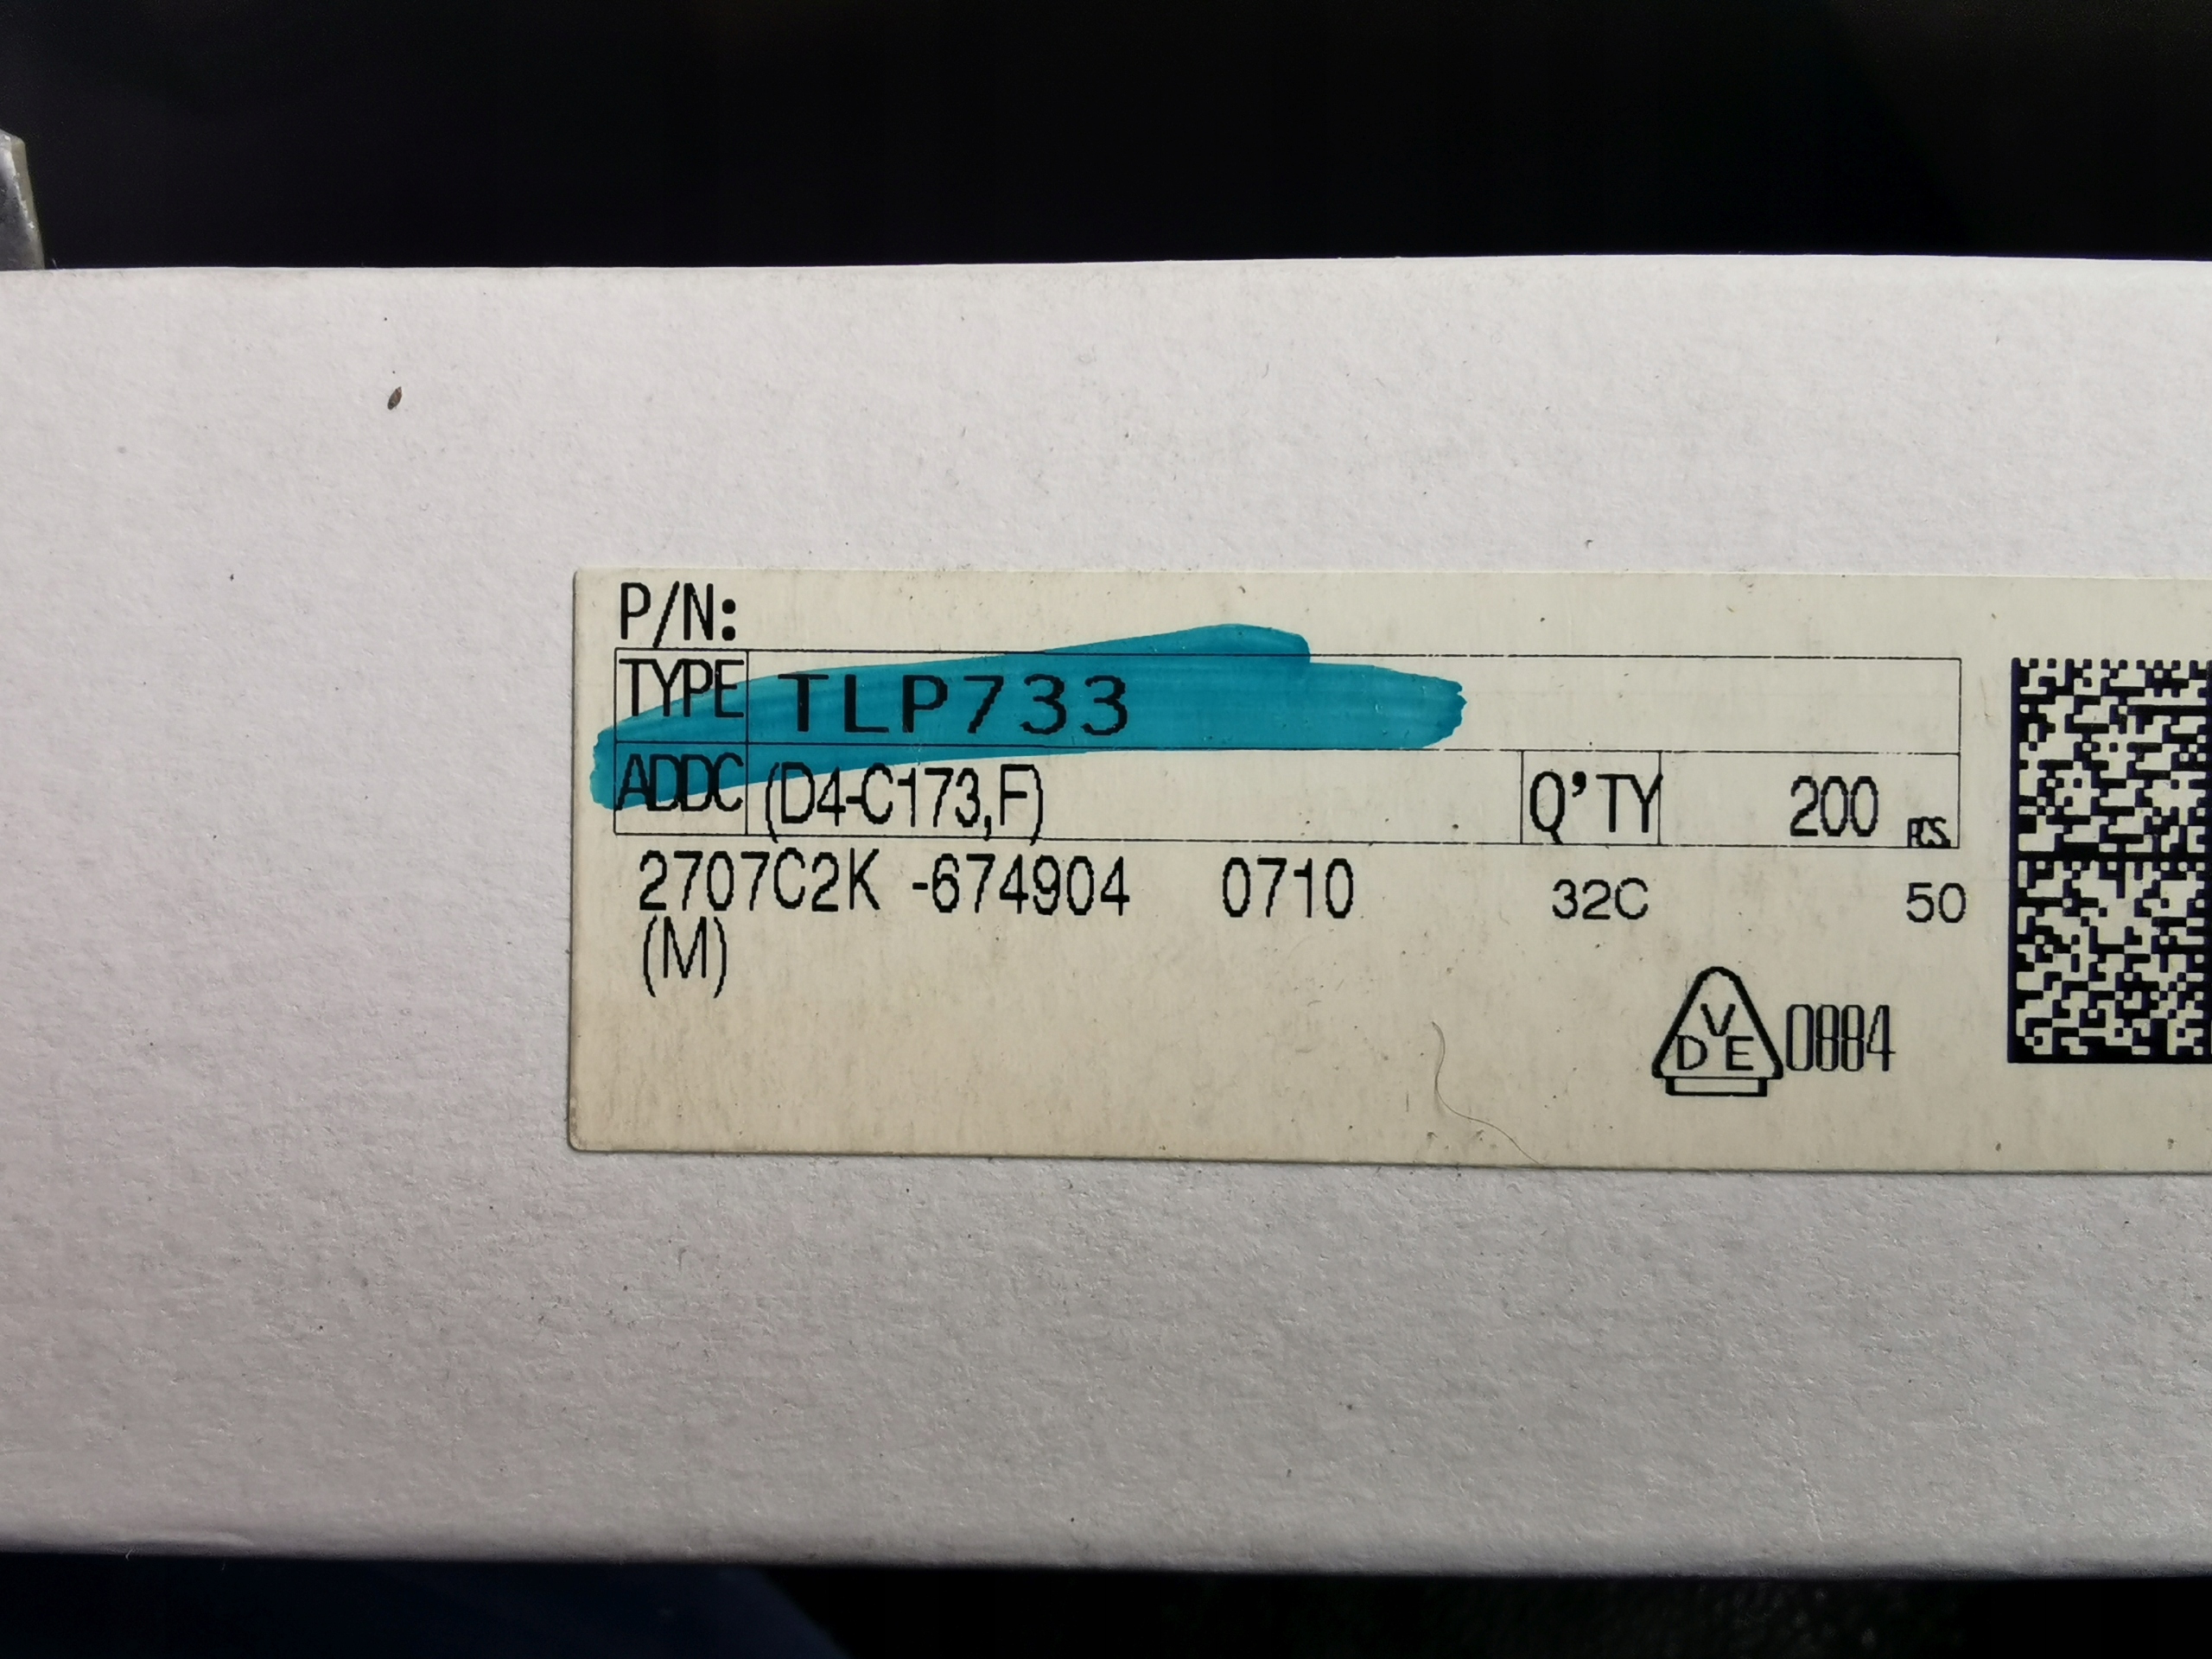 P/N:
TYPE TLP733
ADDC (D4-C173,F) Q'TY 200 PCS.
2707C2K -674904 0710 32C 50
(M)
VDE 0884